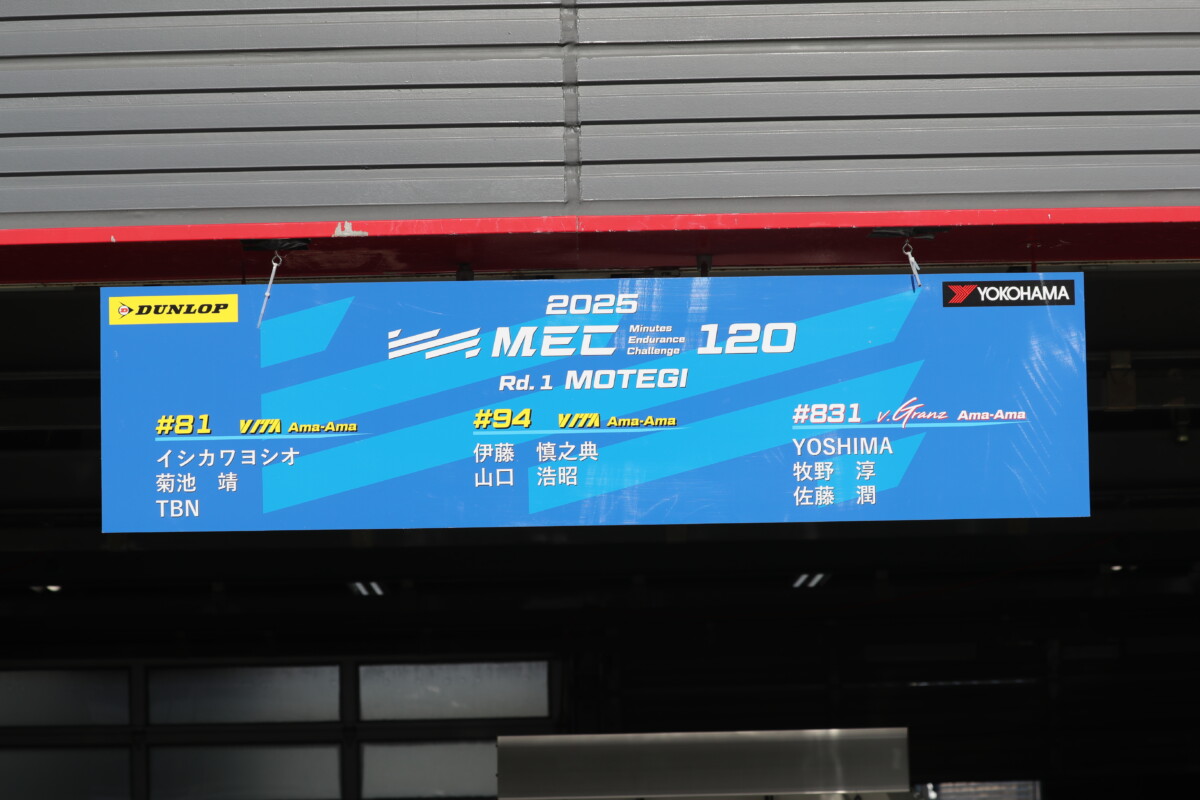 DUNLOP
YOKOHAMA
2025
MEC Minutes Endurance Challenge 120
Rd. 1 MOTEGI
#81 VITA Ama-Ama
イシカワヨシオ
菊池 靖
TBN
#94 VITA Ama-Ama
伊藤 慎之典
山口 浩昭
#831 v.Granz Ama-Ama
YOSHIMA
牧野 淳
佐藤 潤